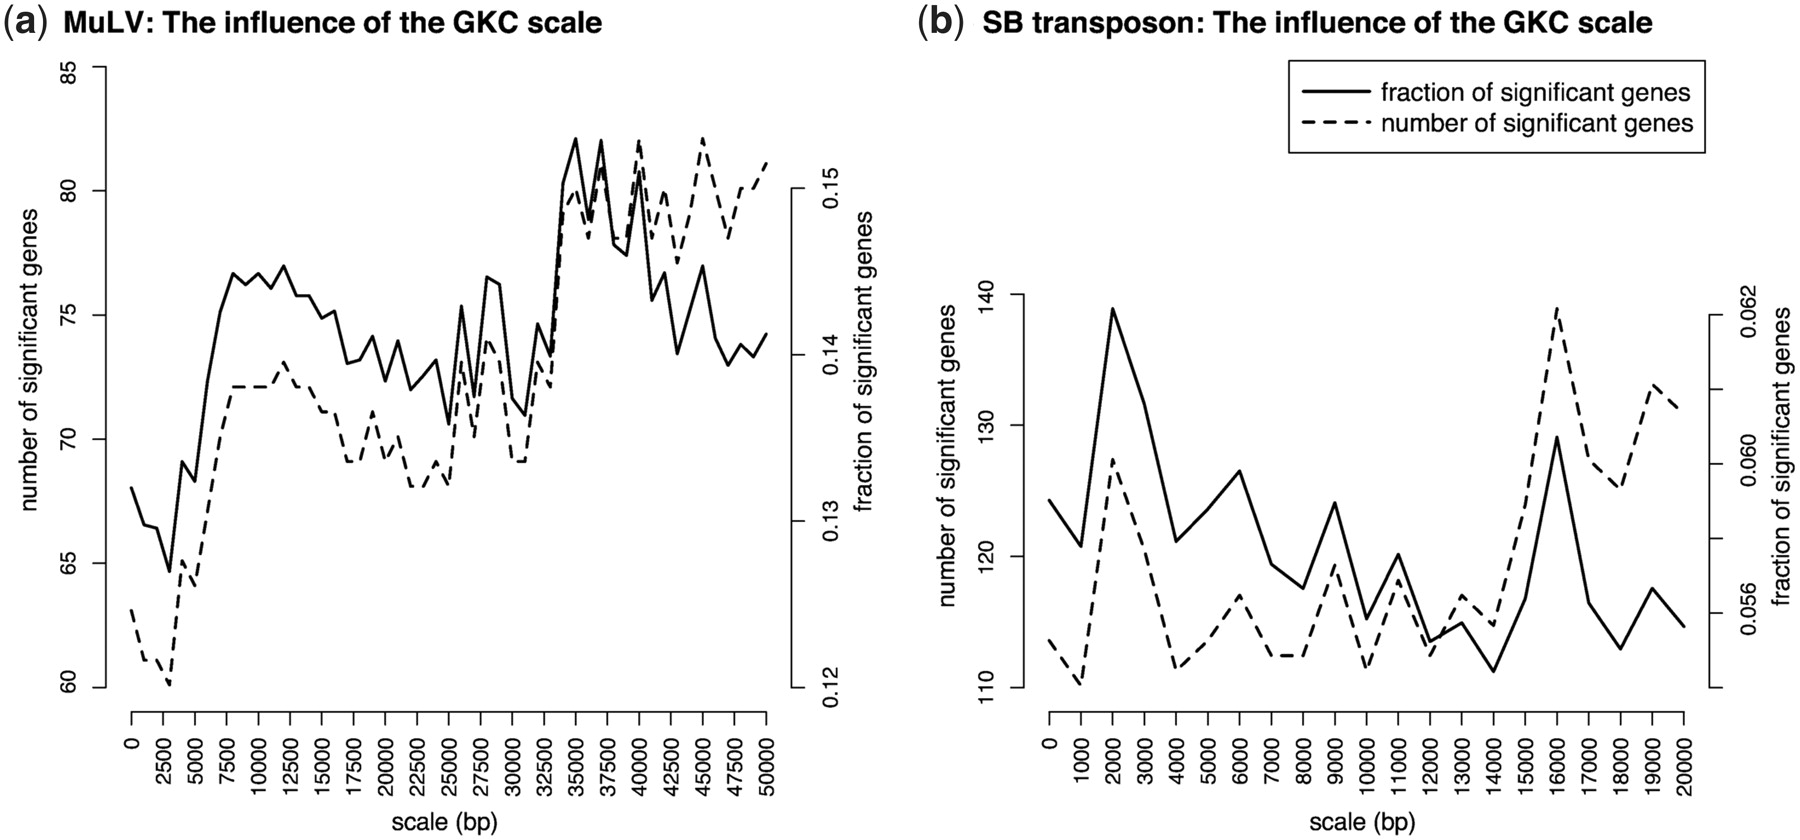 (a) MuLV: The influence of the GKC scale
number of significant genes
85
80
75
70
65
60
0.15
0.14
0.13
0.12
fraction of significant genes
0 2500 5000 7500 10000 12500 15000 17500 20000 22500 25000 27500 30000 32500 35000 37500 40000 42500 45000 47500 50000
scale (bp)
(b) SB transposon: The influence of the GKC scale
fraction of significant genes
number of significant genes
number of significant genes
140
130
120
110
0.062
0.060
0.056
fraction of significant genes
0 1000 2000 3000 4000 5000 6000 7000 8000 9000 10000 11000 12000 13000 14000 15000 16000 17000 18000 19000 20000
scale (bp)